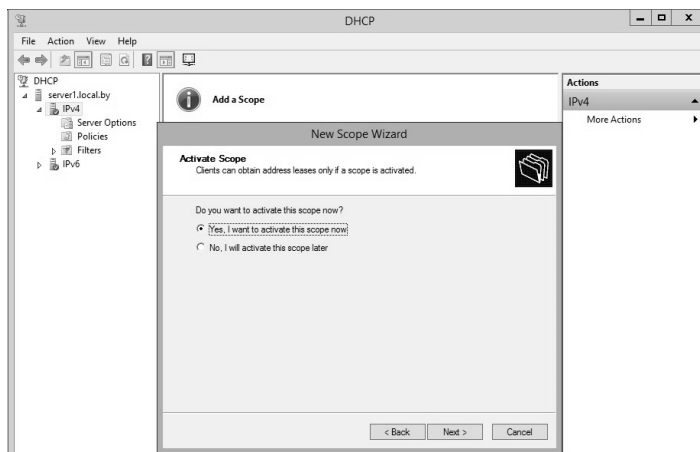 DHCP
File Action View Help
DHCP
server1.local.by
IPv4
Server Options
Policies
Filters
IPv6
Add a Scope
Actions
IPv4
More Actions
New Scope Wizard
Activate Scope
Clients can obtain address leases only if a scope is activated.
Do you want to activate this scope now?
Yes, I want to activate this scope now
No, I will activate this scope later
< Back Next > Cancel